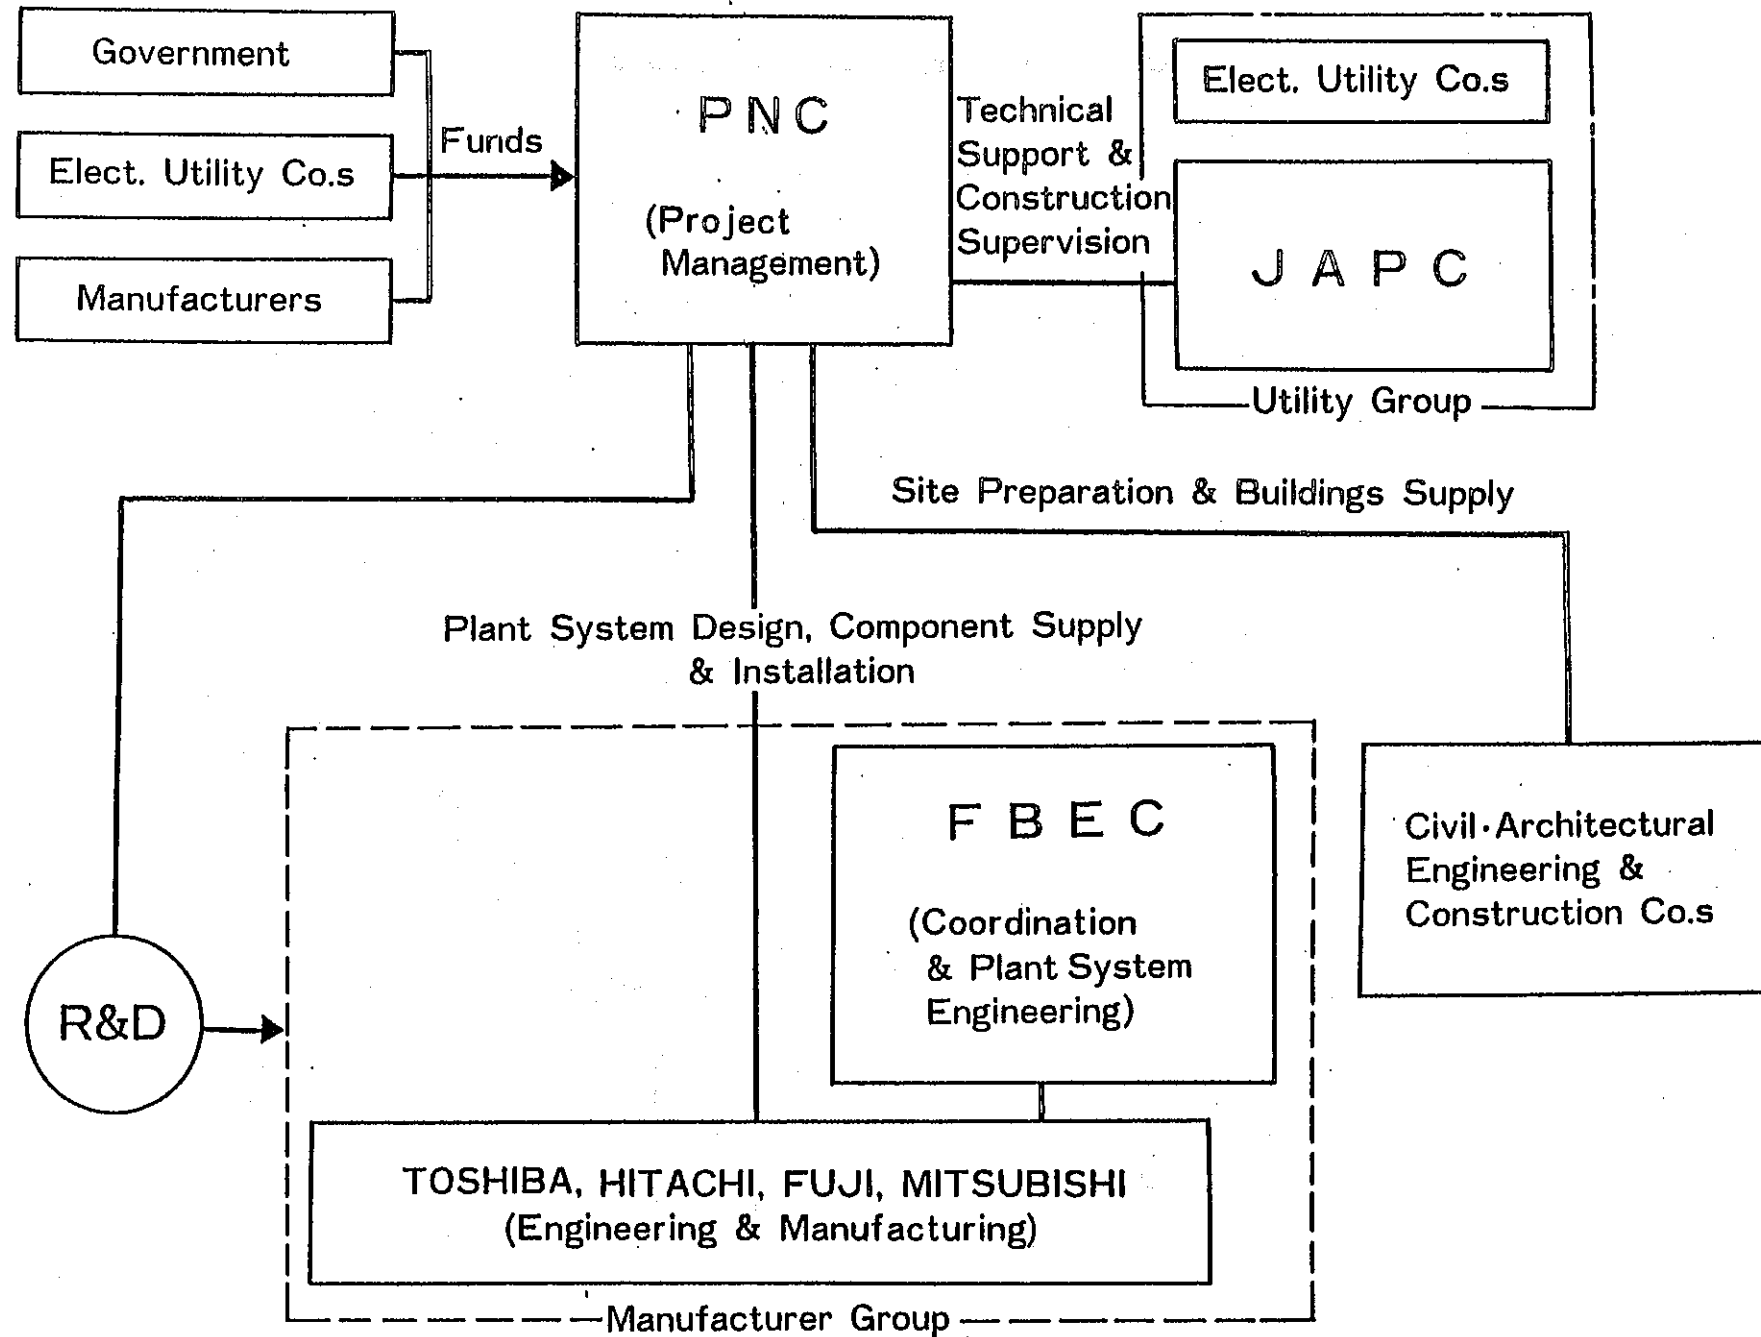 Government
Elect. Utility Co.s
Manufacturers
Funds
PNC
(Project
Management)
Technical
Support &
Construction
Supervision
Elect. Utility Co.s
JAPC
Utility Group
Site Preparation & Buildings Supply
Plant System Design, Component Supply
& Installation
R&D
FBEC
(Coordination
& Plant System
Engineering)
Civil·Architectural
Engineering &
Construction Co.s
TOSHIBA, HITACHI, FUJI, MITSUBISHI
(Engineering & Manufacturing)
Manufacturer Group